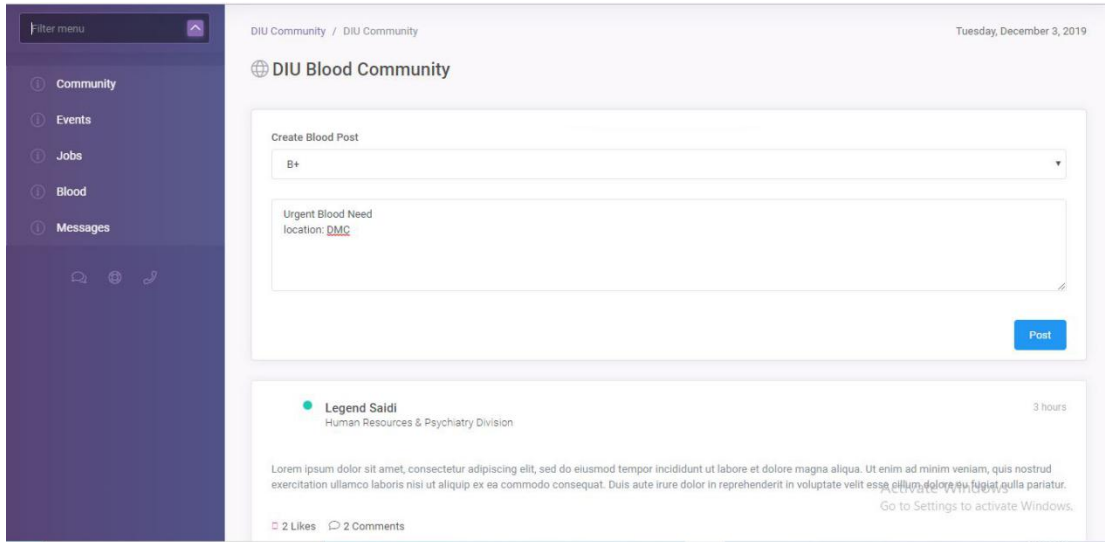 Filter menu
Community
Events
Jobs
Blood
Messages
DIU Community / DIU Community
Tuesday, December 3, 2019
DIU Blood Community
Create Blood Post
B+
Urgent Blood Need
location: DMC
Post
Legend Saidi
3 hours
Human Resources & Psychiatry Division
Lorem ipsum dolor sit amet, consectetur adipiscing elit, sed do eiusmod tempor incididunt ut labore et dolore magna aliqua. Ut enim ad minim veniam, quis nostrud
exercitation ullamco laboris nisi ut aliquip ex ea commodo consequat. Duis aute irure dolor in reprehenderit in voluptate velit esse cillum dolore eu fugiat nulla pariatur.
Activate Windows
Go to Settings to activate Windows.
2 Likes 2 Comments